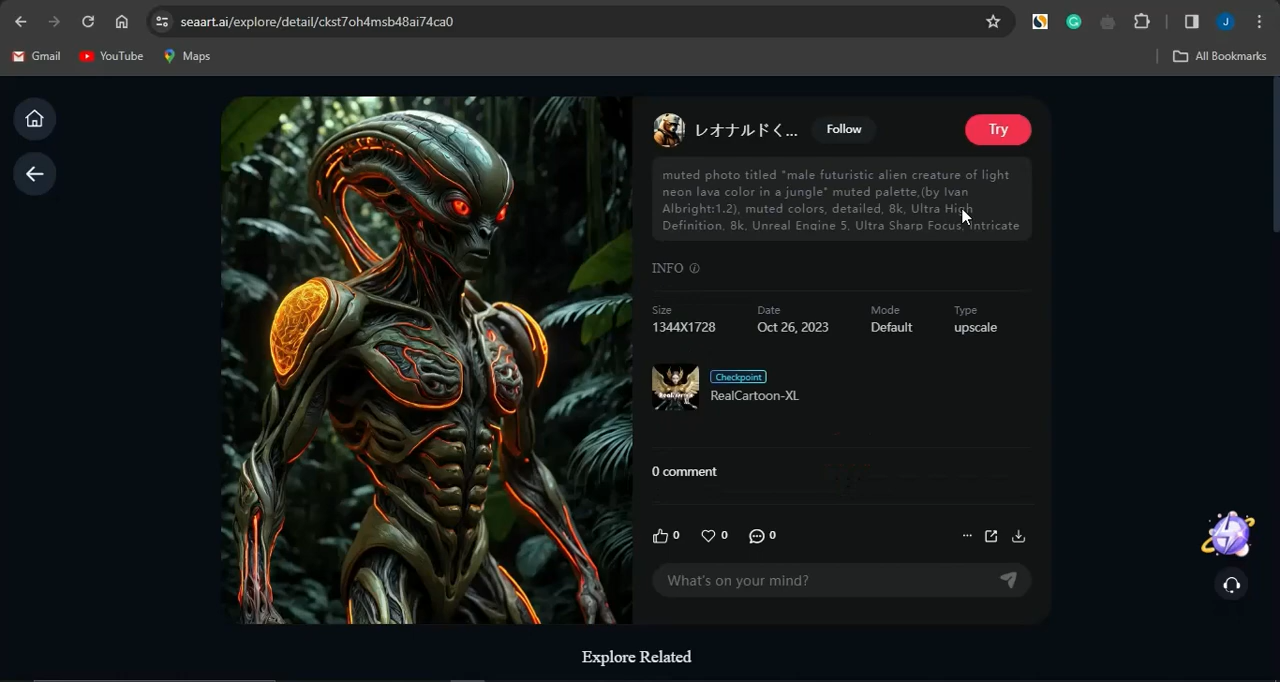 seaart.ai/explore/detail/ckst7oh4msb48ai74ca0
J
Gmail
YouTube
Maps
All Bookmarks
レオナルドく...
Follow
Try
muted photo titled "male futuristic alien creature of light
neon lava color in a jungle" muted palette,(by Ivan
Albright:1.2), muted colors, detailed, 8k, Ultra High
Definition, 8k, Unreal Engine 5, Ultra Sharp Focus, Intricate
INFO
Size
Date
Mode
Type
1344X1728
Oct 26, 2023
Default
upscale
Checkpoint
RealCartoon-XL
0 comment
0
0
0
What's on your mind?
Explore Related